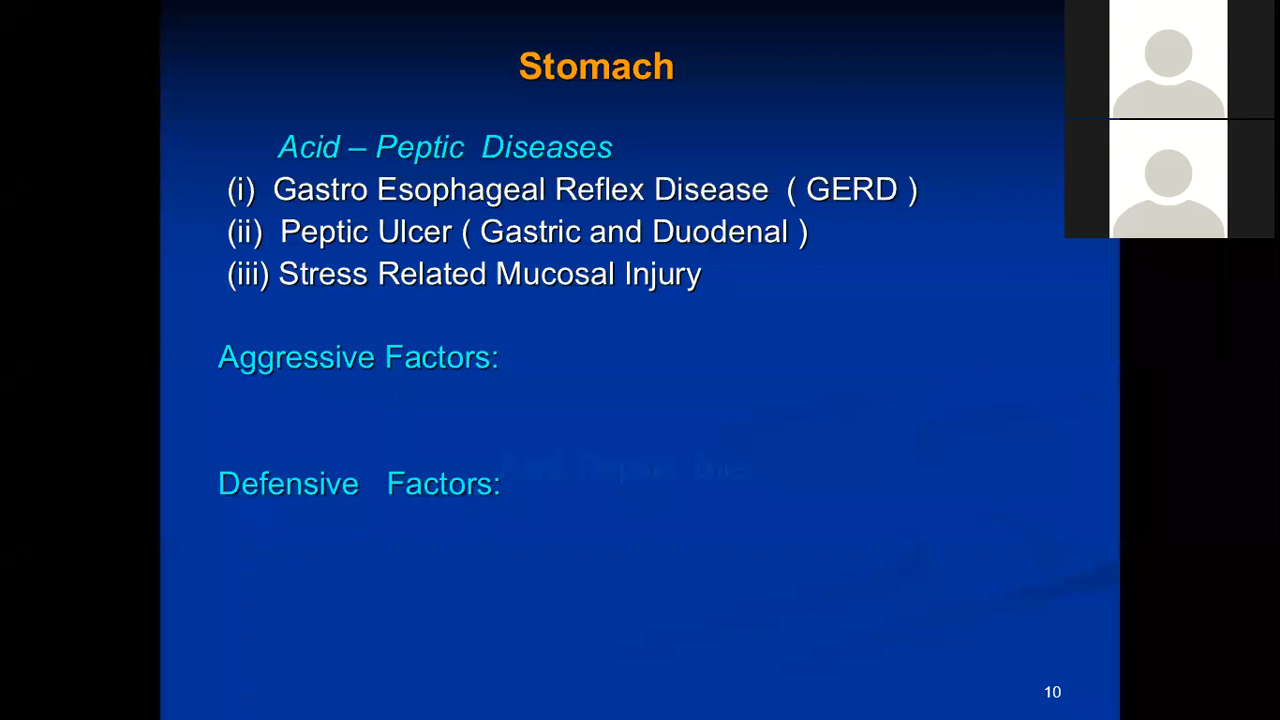 Stomach
Acid – Peptic Diseases
(i) Gastro Esophageal Reflex Disease ( GERD )
(ii) Peptic Ulcer ( Gastric and Duodenal )
(iii) Stress Related Mucosal Injury
Aggressive Factors:
Defensive Factors:
10